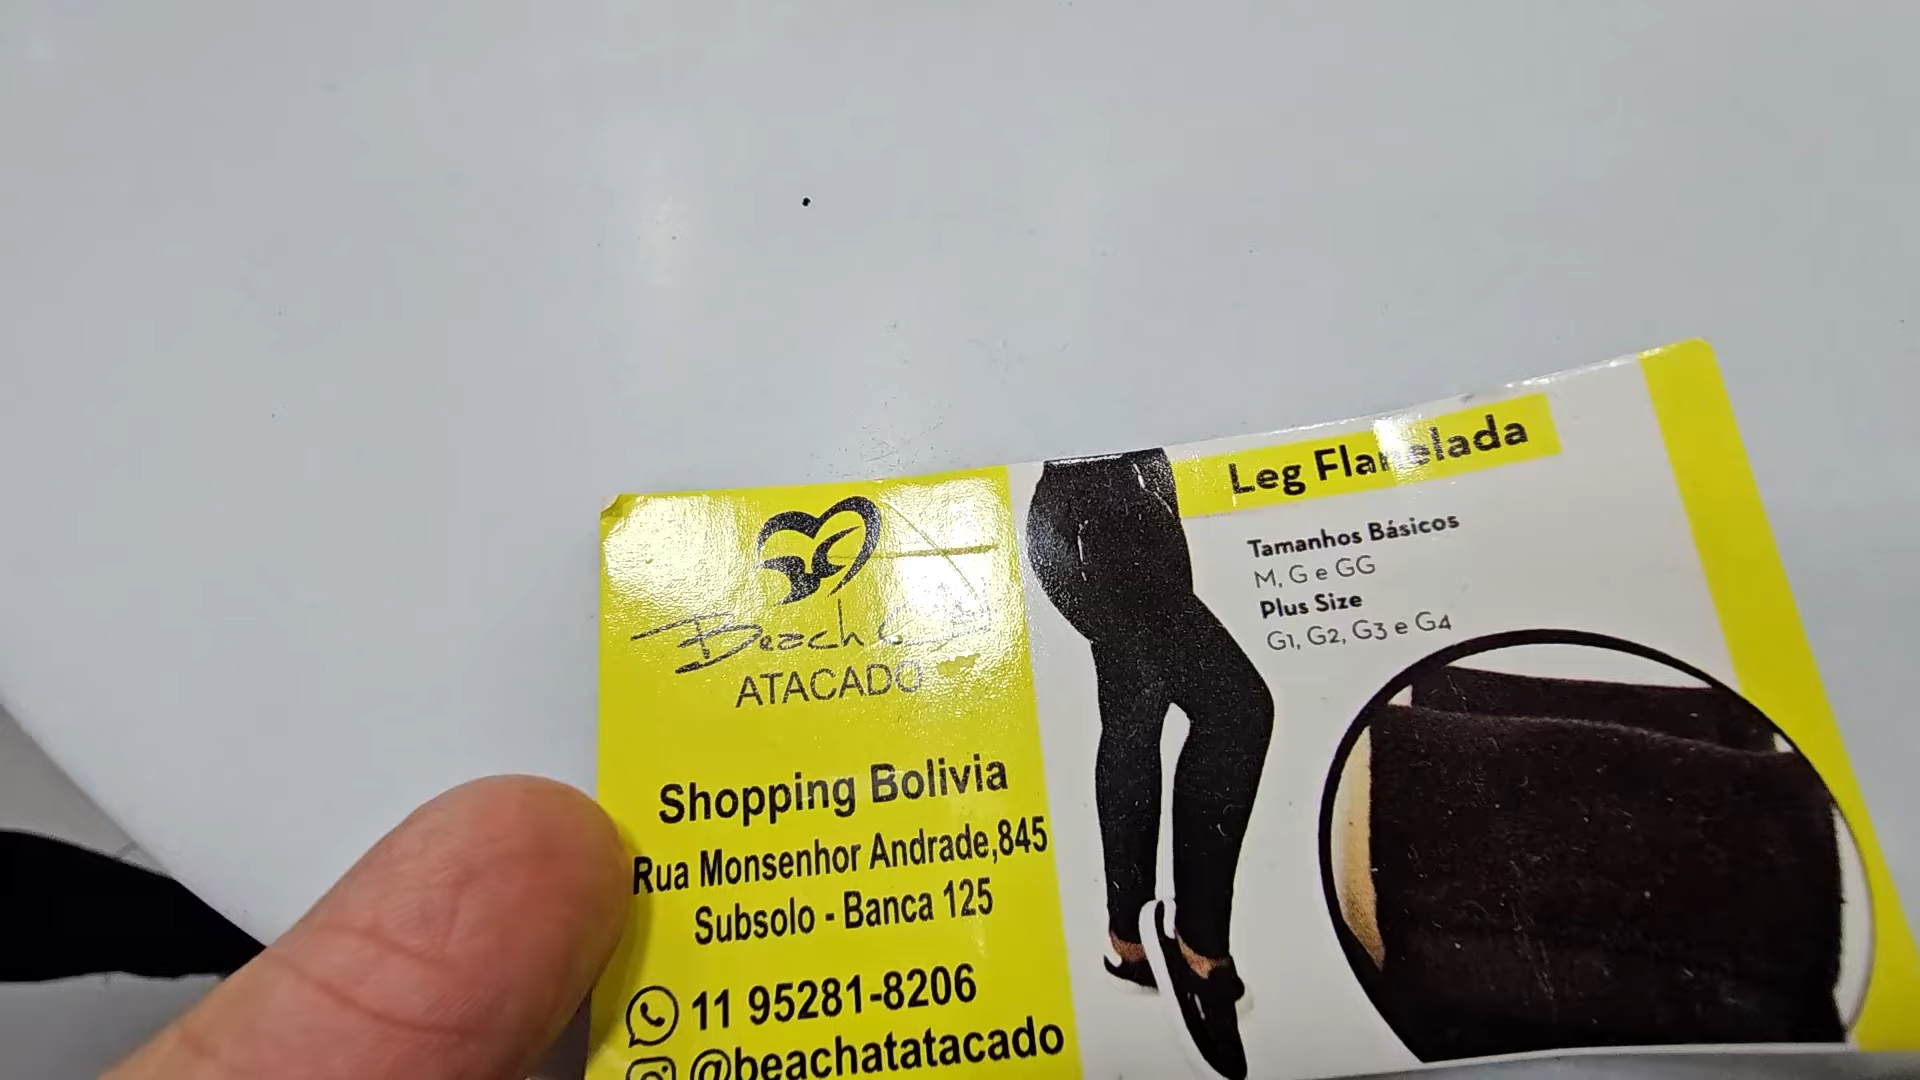 Beach
ATACADO
Shopping Bolivia
Rua Monsenhor Andrade,845
Subsolo - Banca 125
11 95281-8206
@beachatatacado
Leg Flanelada
Tamanhos Básicos
M, G e GG
Plus Size
G1, G2, G3 e G4